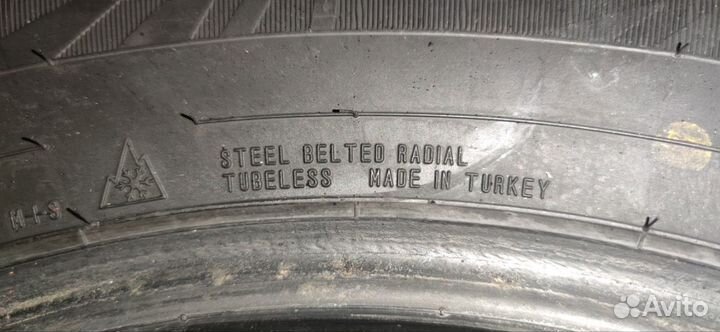 STEEL BELTED RADIAL
TUBELESS MADE IN TURKEY
M+S
Avito